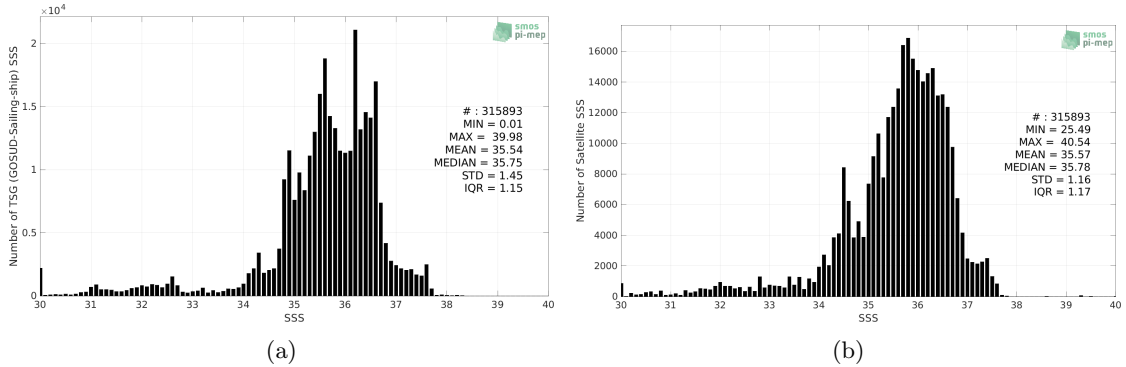 ×10⁴
2
1.5
1
0.5
0
Number of TSG (GOSUD-Sailing-ship) SSS
smos
pi-mep
# : 315893
MIN = 0.01
MAX = 39.98
MEAN = 35.54
MEDIAN = 35.75
STD = 1.45
IQR = 1.15
30 31 32 33 34 35 36 37 38 39 40
SSS
(a)
16000
14000
12000
10000
8000
6000
4000
2000
0
Number of Satellite SSS
smos
pi-mep
# : 315893
MIN = 25.49
MAX = 40.54
MEAN = 35.57
MEDIAN = 35.78
STD = 1.16
IQR = 1.17
30 31 32 33 34 35 36 37 38 39 40
SSS
(b)